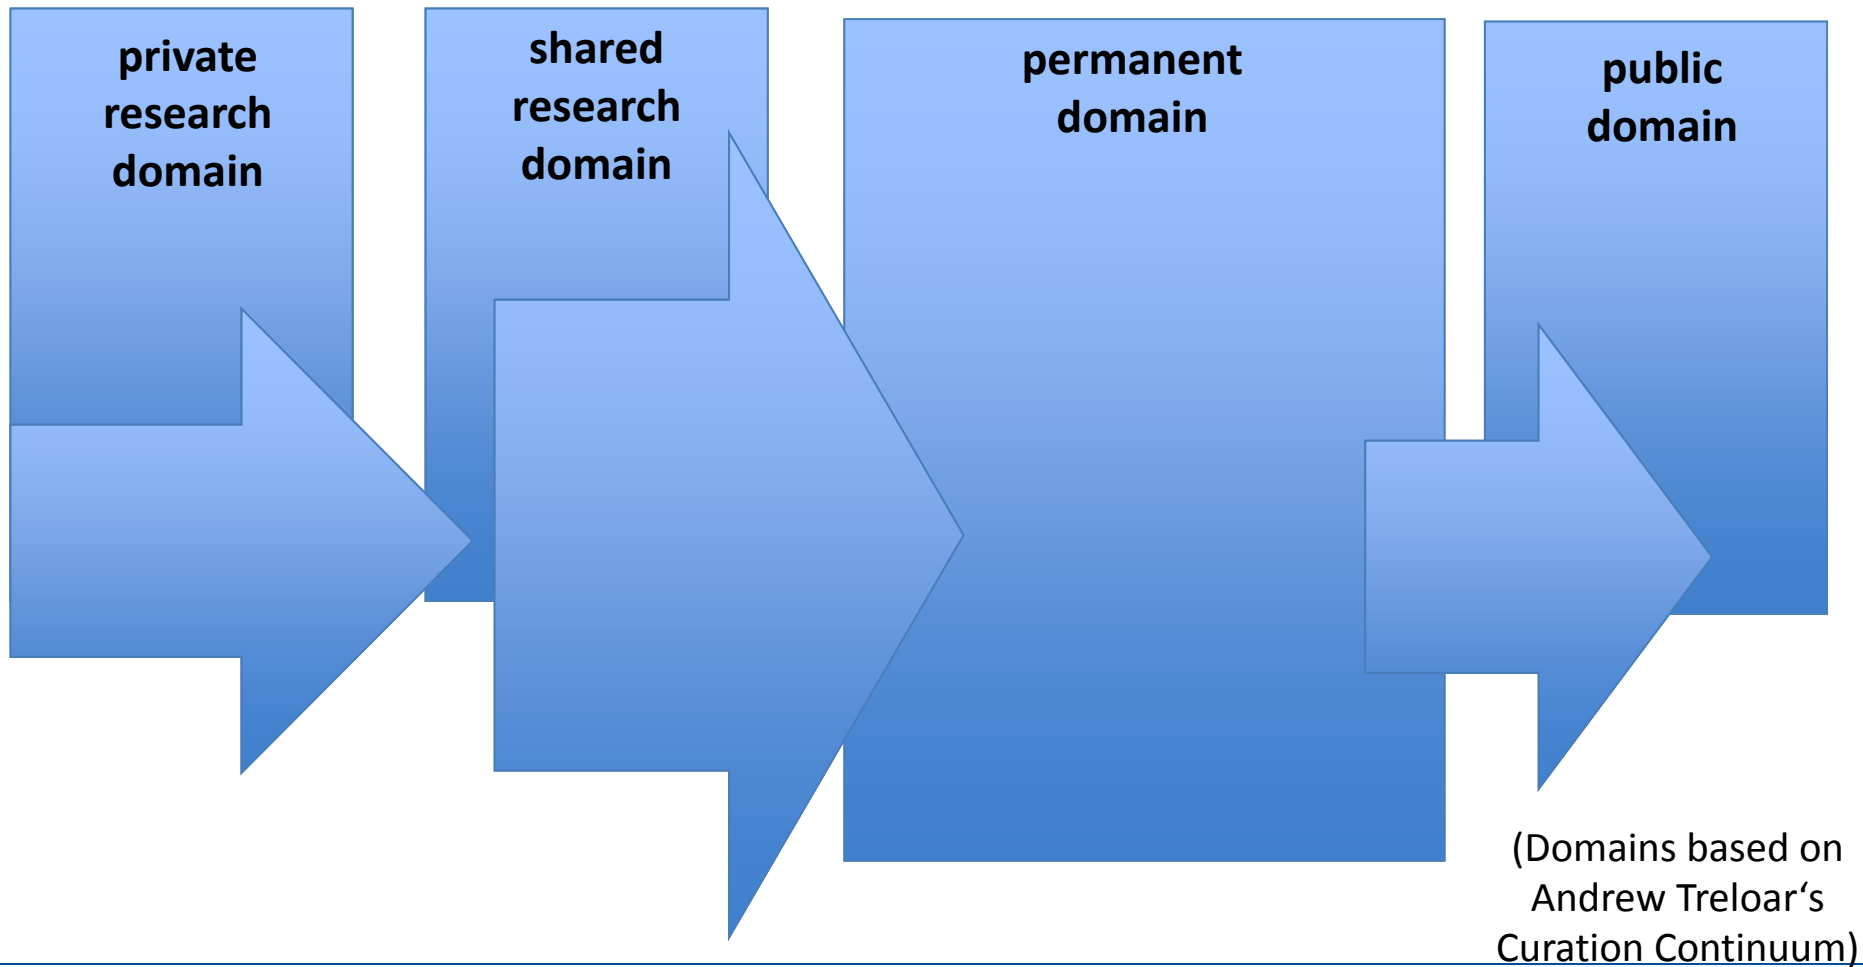 private
research
domain
shared
research
domain
permanent
domain
public
domain
(Domains based on
Andrew Treloar‘s
Curation Continuum)